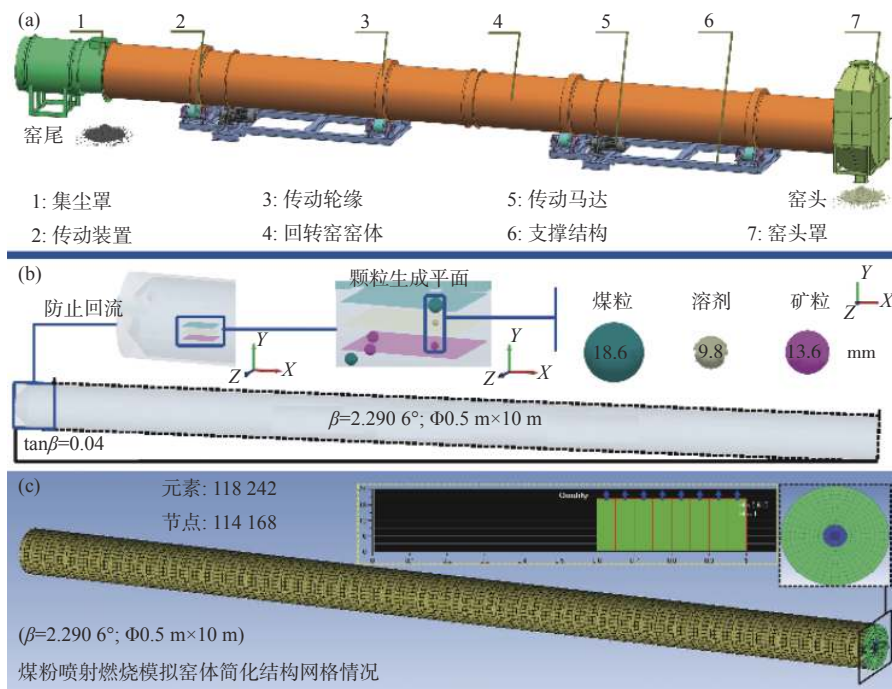 (a)
1 2 3 4 5 6 7
窑尾
1: 集尘罩 3: 传动轮缘 5: 传动马达 窑头
2: 传动装置 4: 回转窑窑体 6: 支撑结构 7: 窑头罩
(b)
防止回流
颗粒生成平面
Y
Z X
Y
Z X
煤粒 溶剂 矿粒
Y
Z X
18.6 9.8 13.6 mm
β=2.290 6°; Φ0.5 m×10 m
tanβ=0.04
(c)
元素: 118 242
节点: 114 168
Quality
(β=2.290 6°; Φ0.5 m×10 m)
煤粉喷射燃烧模拟窑体简化结构网格情况